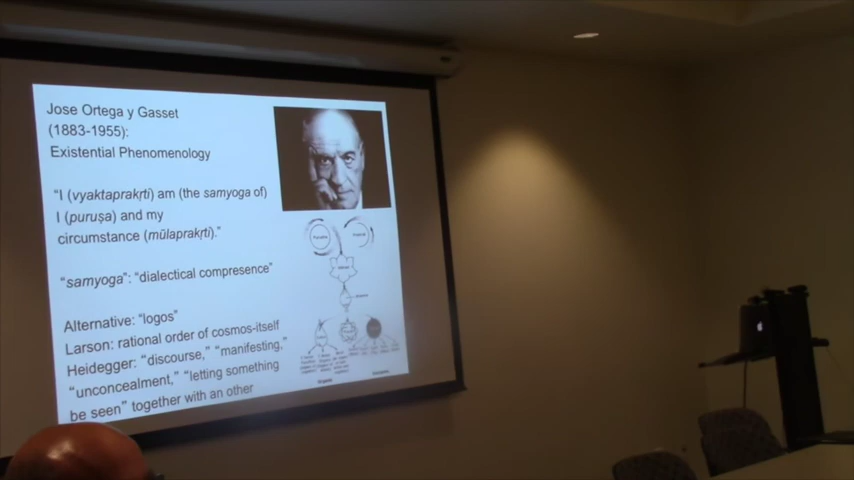 Jose Ortega y Gasset
(1883-1955):
Existential Phenomenology
“I (vyaktaprakṛti) am (the samyoga of)
I (puruṣa) and my
circumstance (mūlaprakṛti).”
“samyoga”: “dialectical compresence”
Alternative: “logos”
Larson: rational order of cosmos-itself
Heidegger: “discourse,” “manifesting,”
“unconcealment,” “letting something
be seen” together with an other